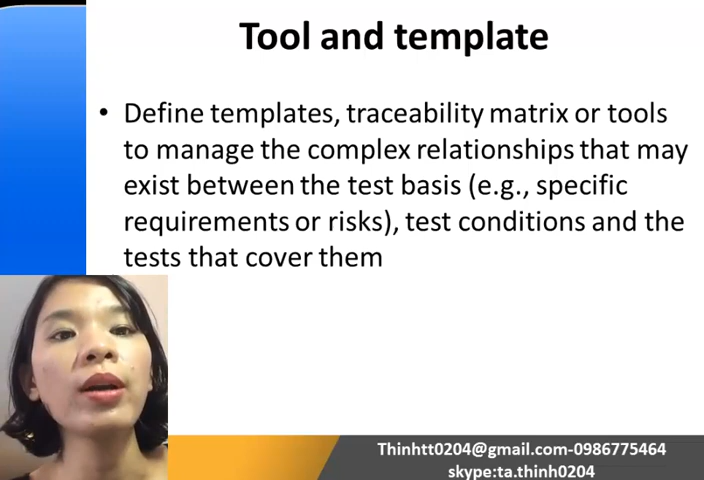 Tool and template
• Define templates, traceability matrix or tools
to manage the complex relationships that may
exist between the test basis (e.g., specific
requirements or risks), test conditions and the
tests that cover them
Thinhtt0204@gmail.com-0986775464
skype:ta.thinh0204